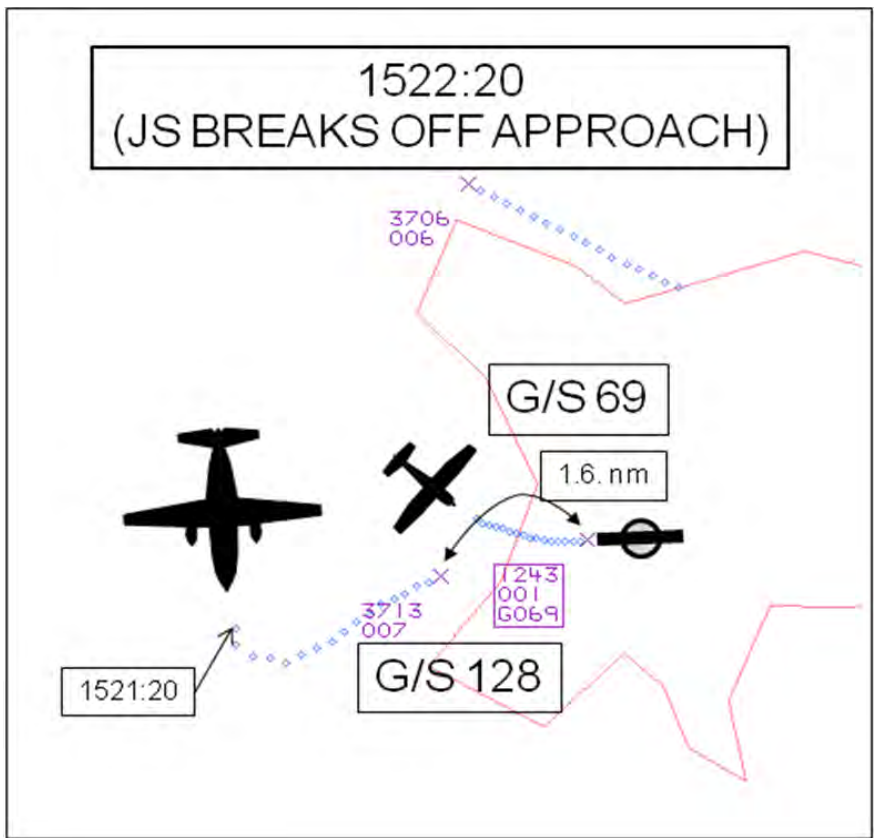 1522:20
(JS BREAKS OFF APPROACH)
3706
006
G/S 69
1.6. nm
1243
001
G069
3713
007
G/S 128
1521:20